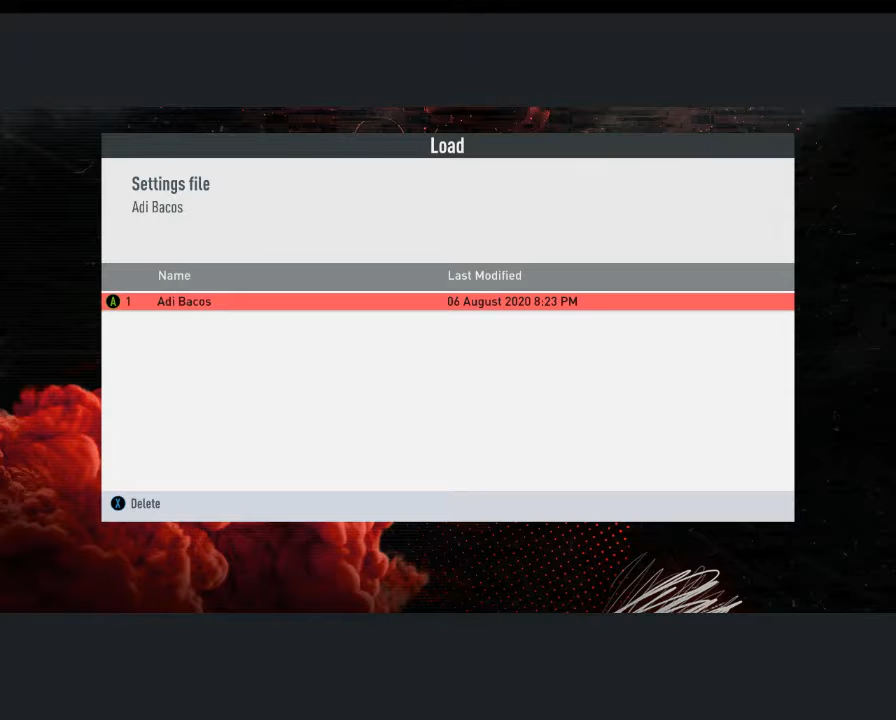 Load
Settings file
Adi Bacos
Name Last Modified
A 1 Adi Bacos 06 August 2020 8:23 PM
X Delete